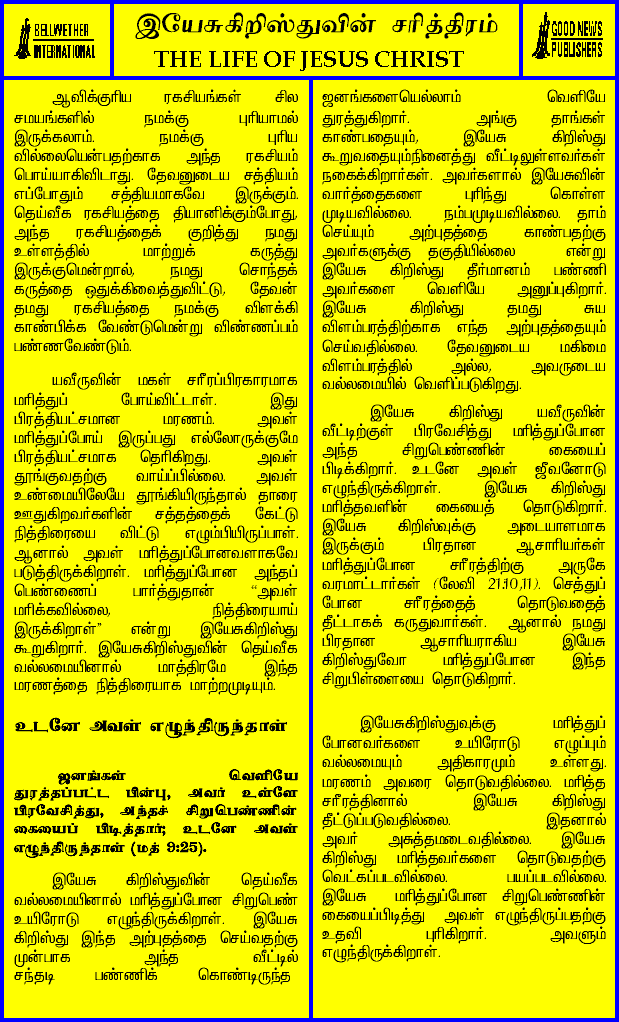 BELLWETHER
INTERNATIONAL
இயேசுகிறிஸ்துவின் சரித்திரம்
THE LIFE OF JESUS CHRIST
GOOD NEWS
PUBLISHERS
ஆவிக்குரிய ரகசியங்கள் சில
சமயங்களில் நமக்கு புரியாமல்
இருக்கலாம். நமக்கு புரிய
வில்லையென்பதற்காக அந்த ரகசியம்
பொய்யாகிவிடாது. தேவனுடைய சத்தியம்
எப்போதும் சத்தியமாகவே இருக்கும்.
தெய்வீக ரகசியத்தை தியானிக்கும்போது,
அந்த ரகசியத்தைக் குறித்து நமது
உள்ளத்தில் மாற்றுக் கருத்து
இருக்குமென்றால், நமது சொந்தக்
கருத்தை ஒதுக்கிவைத்துவிட்டு, தேவன்
தமது ரகசியத்தை நமக்கு விளக்கி
காண்பிக்க வேண்டுமென்று விண்ணப்பம்
பண்ணவேண்டும்.
யவீருவின் மகள் சரீரப்பிரகாரமாக
மரித்துப் போய்விட்டாள். இது
பிரத்தியட்சமான மரணம். அவள்
மரித்துப்போய் இருப்பது எல்லோருக்குமே
பிரத்தியட்சமாக தெரிகிறது. அவள்
தூங்குவதற்கு வாய்ப்பில்லை. அவள்
உண்மையிலேயே தூங்கியிருந்தால் தாரை
ஊதுகிறவர்களின் சத்தத்தைக் கேட்டு
நித்திரையை விட்டு எழும்பியிருப்பாள்.
ஆனால் அவள் மரித்துப்போனவளாகவே
படுத்திருக்கிறாள். மரித்துப்போன அந்தப்
பெண்ணைப் பார்த்துதான் “அவள்
மரிக்கவில்லை, நித்திரையாய்
இருக்கிறாள்” என்று இயேசுகிறிஸ்து
கூறுகிறார். இயேசுகிறிஸ்துவின் தெய்வீக
வல்லமையினால் மாத்திரமே இந்த
மரணத்தை நித்திரையாக மாற்றமுடியும்.
உடனே அவள் எழுந்திருந்தாள்
ஜனங்கள் வெளியே
துரத்தப்பட்ட பின்பு, அவர் உள்ளே
பிரவேசித்து, அந்தச் சிறுபெண்ணின்
கையைப் பிடித்தார்; உடனே அவள்
எழுந்திருந்தாள் (மத் 9:25).
இயேசு கிறிஸ்துவின் தெய்வீக
வல்லமையினால் மரித்துப்போன சிறுபெண்
உயிரோடு எழுந்திருக்கிறாள். இயேசு
கிறிஸ்து இந்த அற்புதத்தை செய்வதற்கு
முன்பாக அந்த வீட்டில்
சந்தடி பண்ணிக் கொண்டிருந்த
ஜனங்களையெல்லாம் வெளியே
துரத்துகிறார். அங்கு தாங்கள்
காண்பதையும், இயேசு கிறிஸ்து
கூறுவதையும்நினைத்து வீட்டிலுள்ளவர்கள்
நகைக்கிறார்கள். அவர்களால் இயேசுவின்
வார்த்தைகளை புரிந்து கொள்ள
முடியவில்லை. நம்பமுடியவில்லை. தாம்
செய்யும் அற்புதத்தை காண்பதற்கு
அவர்களுக்கு தகுதியில்லை என்று
இயேசு கிறிஸ்து தீர்மானம் பண்ணி
அவர்களை வெளியே அனுப்புகிறார்.
இயேசு கிறிஸ்து தமது சுய
விளம்பரத்திற்காக எந்த அற்புதத்தையும்
செய்வதில்லை. தேவனுடைய மகிமை
விளம்பரத்தில் அல்ல, அவருடைய
வல்லமையில் வெளிப்படுகிறது.
இயேசு கிறிஸ்து யவீருவின்
வீட்டிற்குள் பிரவேசித்து மரித்துப்போன
அந்த சிறுபெண்ணின் கையைப்
பிடிக்கிறார். உடனே அவள் ஜீவனோடு
எழுந்திருக்கிறாள். இயேசு கிறிஸ்து
மரித்தவளின் கையைத் தொடுகிறார்.
இயேசு கிறிஸ்வுக்கு அடையாளமாக
இருக்கும் பிரதான ஆசாரியர்கள்
மரித்துப்போன சரீரத்திற்கு அருகே
வரமாட்டார்கள் (லேவி 21:10,11). செத்துப்
போன சரீரத்தைத் தொடுவதைத்
தீட்டாகக் கருதுவார்கள். ஆனால் நமது
பிரதான ஆசாரியராகிய இயேசு
கிறிஸ்துவோ மரித்துப்போன இந்த
சிறுபிள்ளையை தொடுகிறார்.
இயேசுகிறிஸ்துவுக்கு மரித்துப்
போனவர்களை உயிரோடு எழுப்பும்
வல்லமையும் அதிகாரமும் உள்ளது.
மரணம் அவரை தொடுவதில்லை. மரித்த
சரீரத்தினால் இயேசு கிறிஸ்து
தீட்டுப்படுவதில்லை. இதனால்
அவர் அசுத்தமடைவதில்லை. இயேசு
கிறிஸ்து மரித்தவர்களை தொடுவதற்கு
வெட்கப்படவில்லை. பயப்படவில்லை.
இயேசு மரித்துப்போன சிறுபெண்ணின்
கையைப்பிடித்து அவள் எழுந்திருப்பதற்கு
உதவி புரிகிறார். அவளும்
எழுந்திருக்கிறாள்.